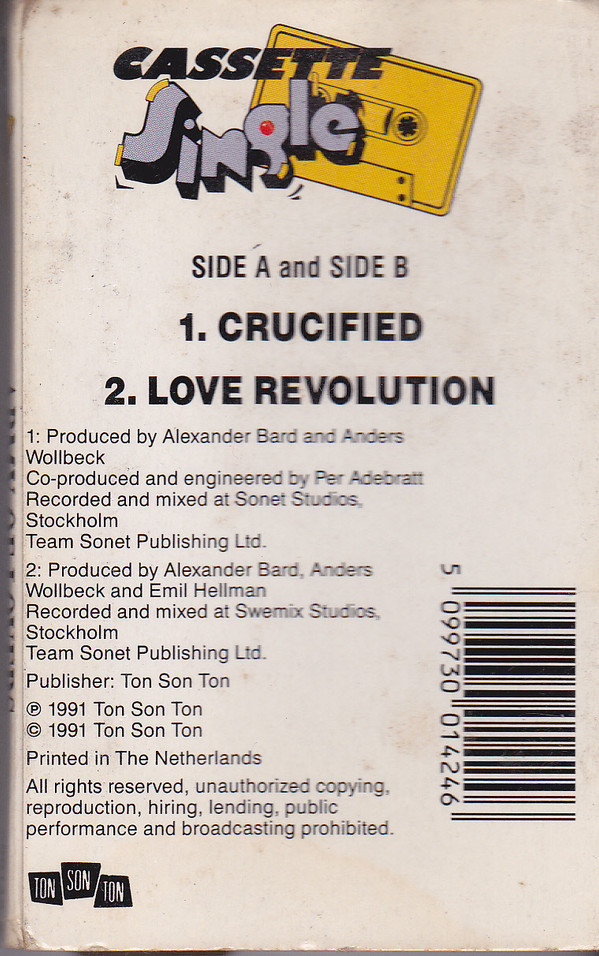 CASSETTE
Single
SIDE A and SIDE B
1. CRUCIFIED
2. LOVE REVOLUTION
1: Produced by Alexander Bard and Anders
Wollbeck
Co-produced and engineered by Per Adebratt
Recorded and mixed at Sonet Studios,
Stockholm
Team Sonet Publishing Ltd.
2: Produced by Alexander Bard, Anders
Wollbeck and Emil Hellman
Recorded and mixed at Swemix Studios,
Stockholm
Team Sonet Publishing Ltd.
Publisher: Ton Son Ton
℗ 1991 Ton Son Ton
© 1991 Ton Son Ton
Printed in The Netherlands
All rights reserved, unauthorized copying,
reproduction, hiring, lending, public
performance and broadcasting prohibited.
TON SON TON
5 099730 014246